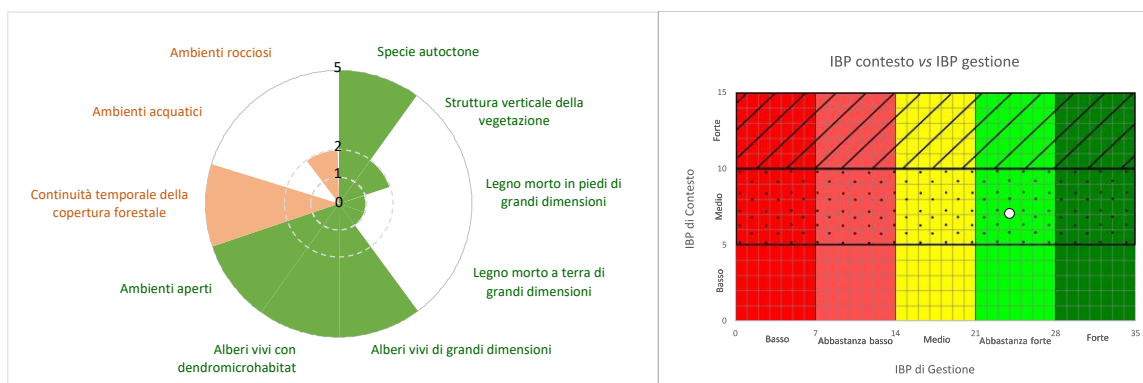 Ambienti rocciosi
Specie autoctone
Ambienti acquatici
Struttura verticale della
vegetazione
Continuità temporale della
copertura forestale
Legno morto in piedi di
grandi dimensioni
Ambienti aperti
Legno morto a terra di
grandi dimensioni
Alberi vivi con
dendromicrohabitat
Alberi vivi di grandi dimensioni
5
2
1
0
IBP contesto vs IBP gestione
IBP di Contesto
15
10
5
0
Forte
Medio
Basso
0 7 14 21 28 35
Basso Abbastanza basso Medio Abbastanza forte Forte
IBP di Gestione